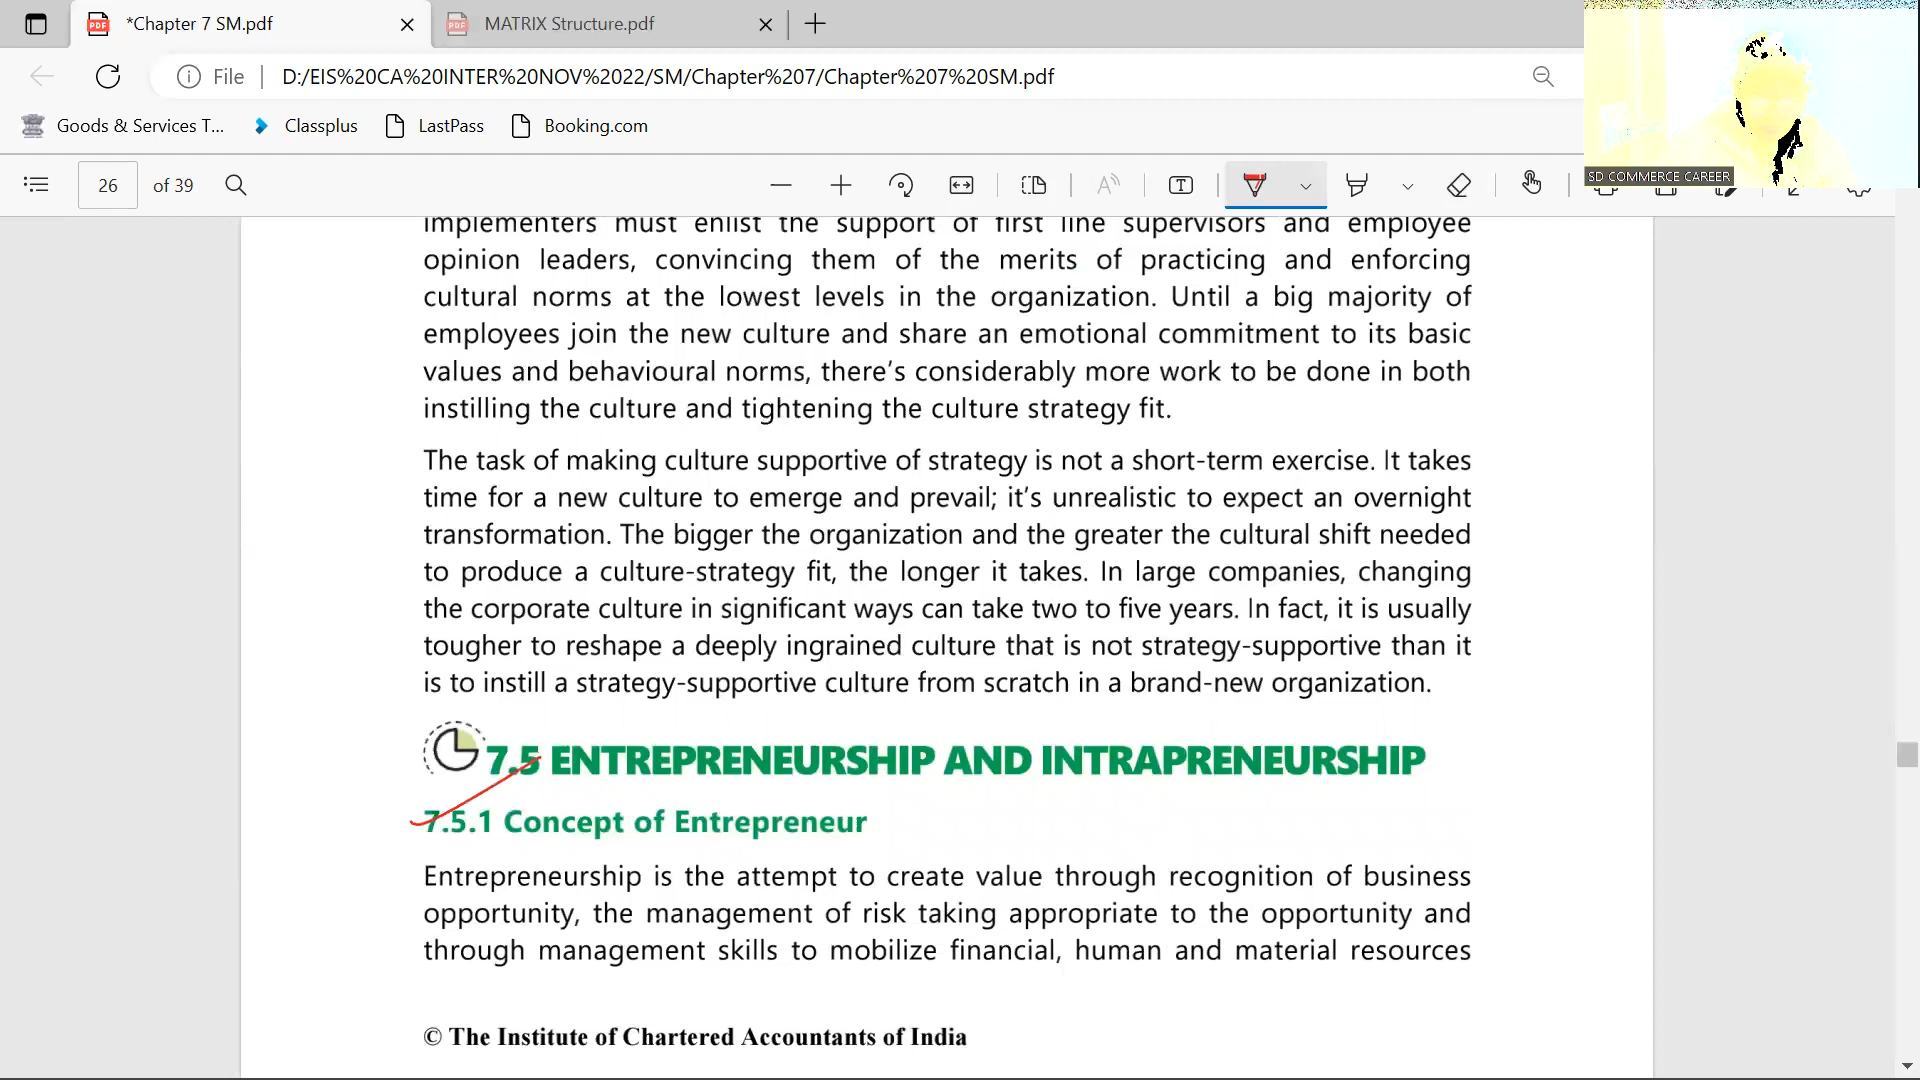 *Chapter 7 SM.pdf
MATRIX Structure.pdf
File
D:/EIS%20CA%20INTER%20NOV%2022/SM/Chapter%207/Chapter%207%20SM.pdf
Goods & Services T...
Classplus
LastPass
Booking.com
SD COMMERCE CAREER
26
of 39
implementers must enlist the support of first line supervisors and employee
opinion leaders, convincing them of the merits of practicing and enforcing
cultural norms at the lowest levels in the organization. Until a big majority of
employees join the new culture and share an emotional commitment to its basic
values and behavioural norms, there’s considerably more work to be done in both
instilling the culture and tightening the culture strategy fit.
The task of making culture supportive of strategy is not a short-term exercise. It takes
time for a new culture to emerge and prevail; it’s unrealistic to expect an overnight
transformation. The bigger the organization and the greater the cultural shift needed
to produce a culture-strategy fit, the longer it takes. In large companies, changing
the corporate culture in significant ways can take two to five years. In fact, it is usually
tougher to reshape a deeply ingrained culture that is not strategy-supportive than it
is to instill a strategy-supportive culture from scratch in a brand-new organization.
7.5 ENTREPRENEURSHIP AND INTRAPRENEURSHIP
7.5.1 Concept of Entrepreneur
Entrepreneurship is the attempt to create value through recognition of business
opportunity, the management of risk taking appropriate to the opportunity and
through management skills to mobilize financial, human and material resources
© The Institute of Chartered Accountants of India